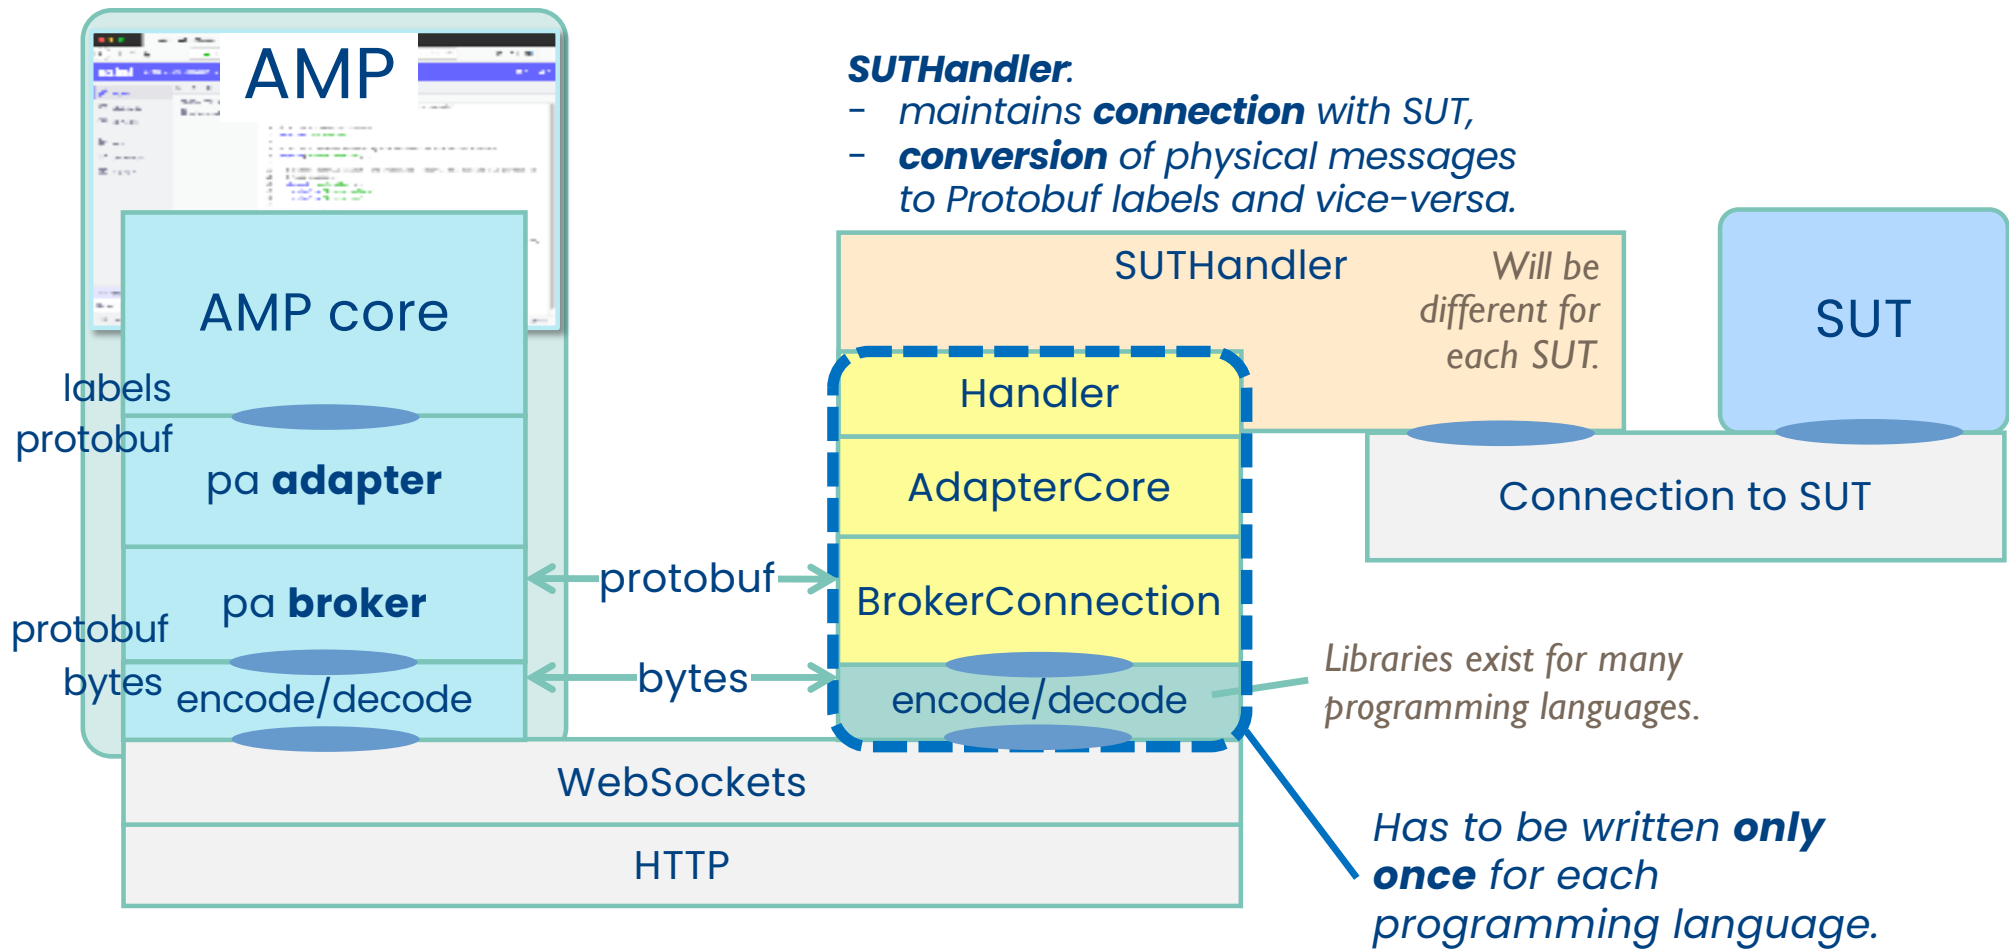 AMP
SUTHandler:
- maintains connection with SUT,
- conversion of physical messages
to Protobuf labels and vice-versa.
AMP core
labels
protobuf
pa adapter
pa broker
protobuf
bytes
encode/decode
protobuf
bytes
SUTHandler
Will be
different for
each SUT.
Handler
AdapterCore
BrokerConnection
encode/decode
SUT
Connection to SUT
Libraries exist for many
programming languages.
WebSockets
HTTP
Has to be written only
once for each
programming language.